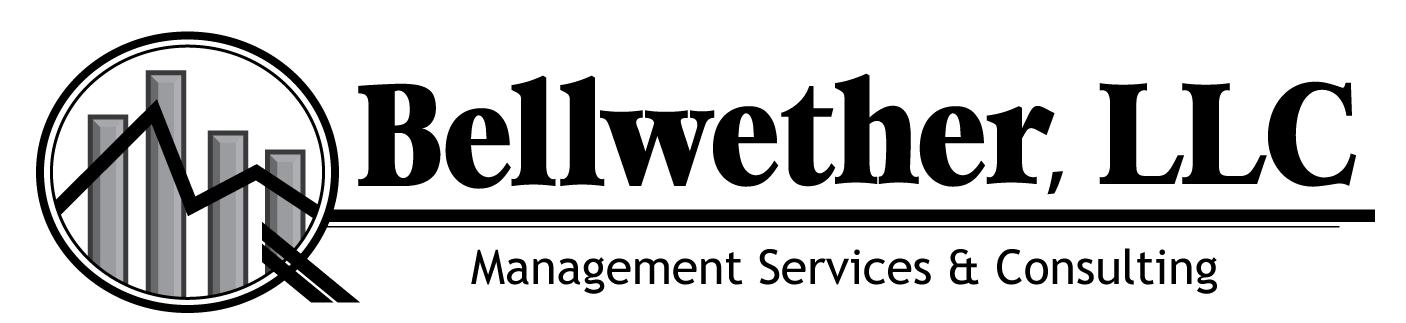 Bellwether, LLC
Management Services & Consulting